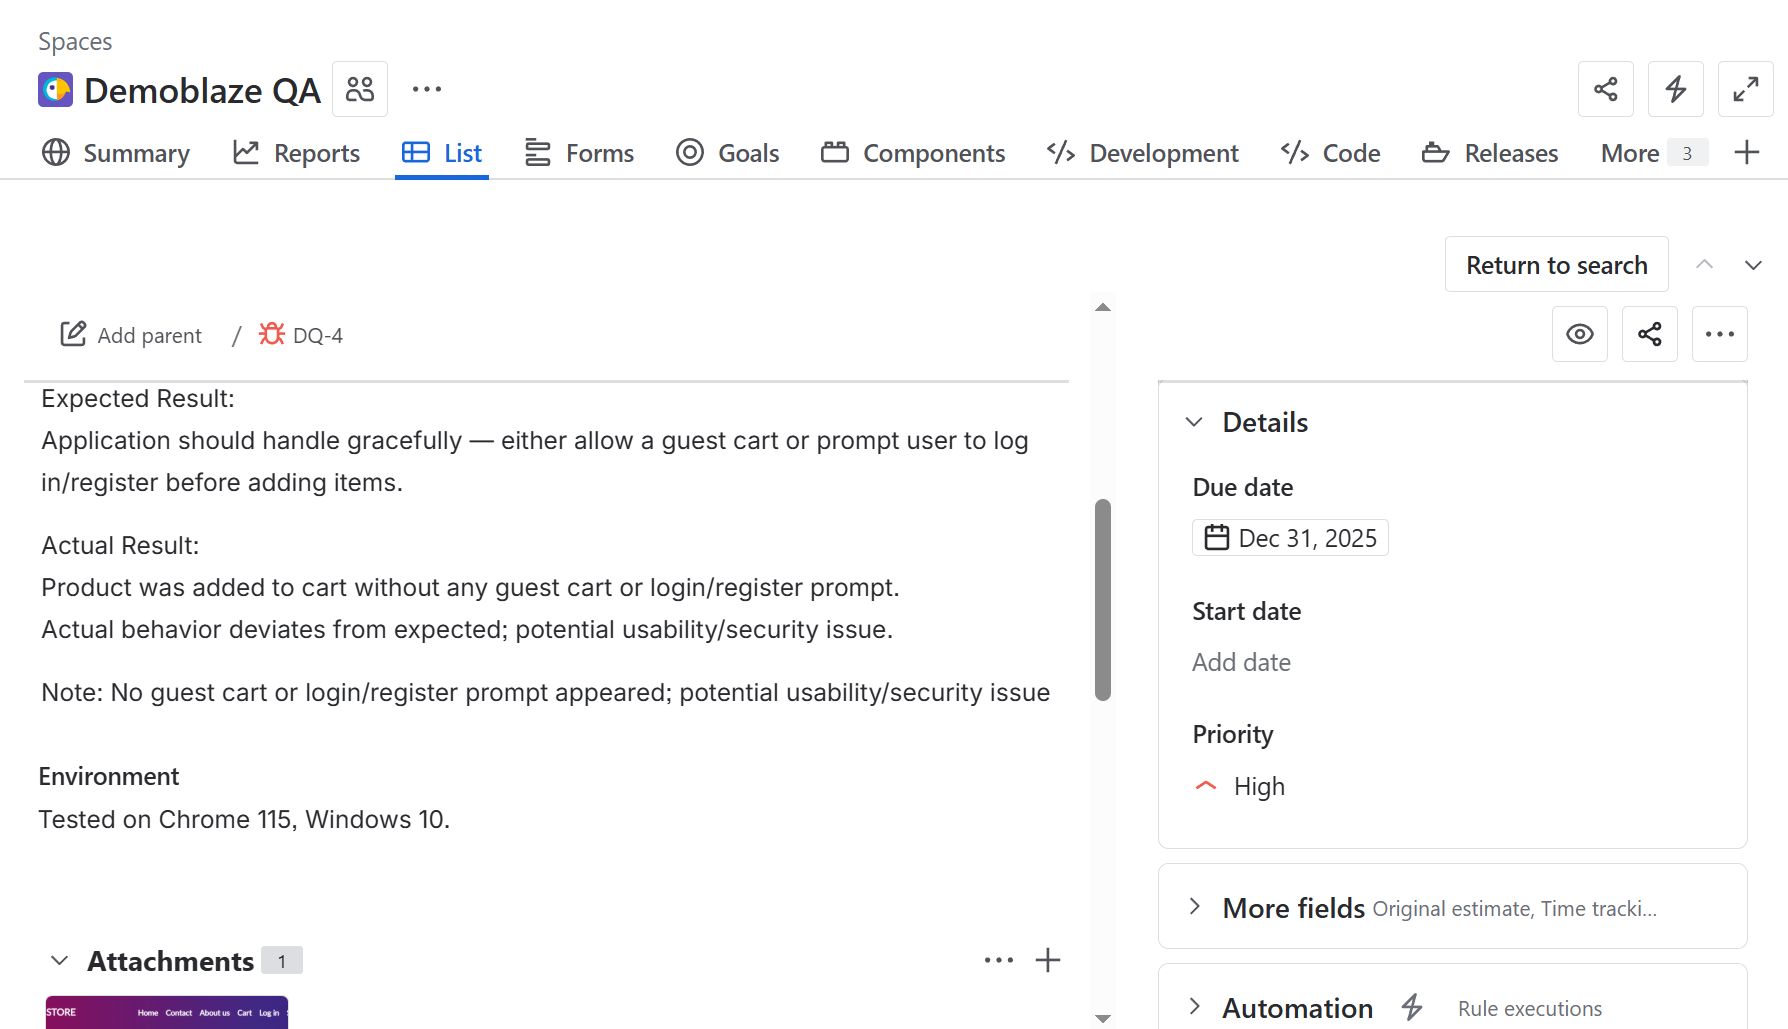 Spaces
Demoblaze QA
Summary Reports List Forms Goals Components Development Code Releases More 3
Return to search
Add parent / DQ-4
Expected Result:
Application should handle gracefully — either allow a guest cart or prompt user to log
in/register before adding items.
Actual Result:
Product was added to cart without any guest cart or login/register prompt.
Actual behavior deviates from expected; potential usability/security issue.
Note: No guest cart or login/register prompt appeared; potential usability/security issue
Environment
Tested on Chrome 115, Windows 10.
Attachments 1
STORE Home Contact About us Cart Log in
Details
Due date
Dec 31, 2025
Start date
Add date
Priority
High
More fields Original estimate, Time tracki...
Automation Rule executions